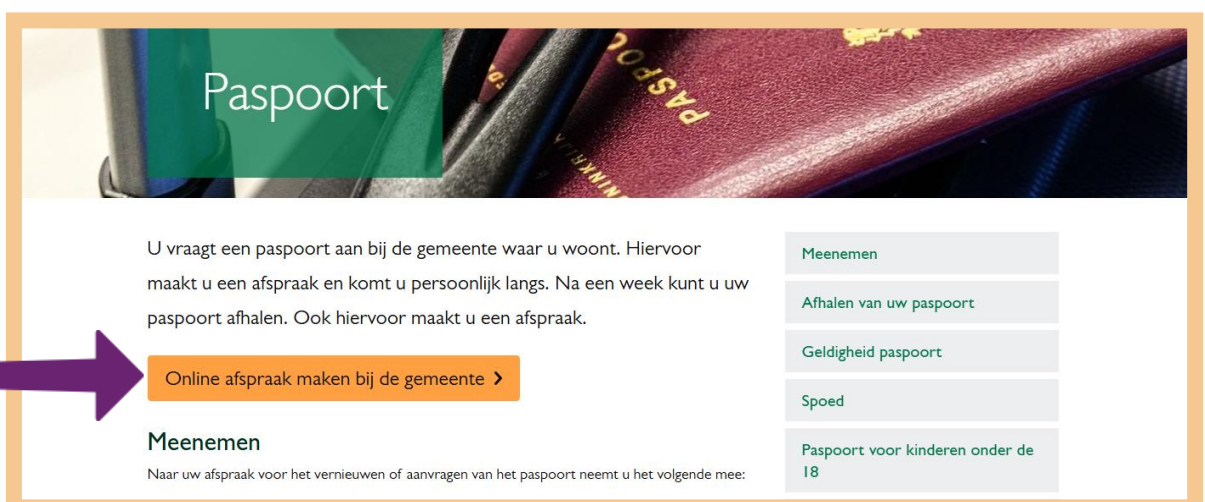 Paspoort
PASPOO
NINKRIJK
U vraagt een paspoort aan bij de gemeente waar u woont. Hiervoor
maakt u een afspraak en komt u persoonlijk langs. Na een week kunt u uw
paspoort afhalen. Ook hiervoor maakt u een afspraak.
Online afspraak maken bij de gemeente
Meenemen
Naar uw afspraak voor het vernieuwen of aanvragen van het paspoort neemt u het volgende mee:
Meenemen
Afhalen van uw paspoort
Geldigheid paspoort
Spoed
Paspoort voor kinderen onder de
18